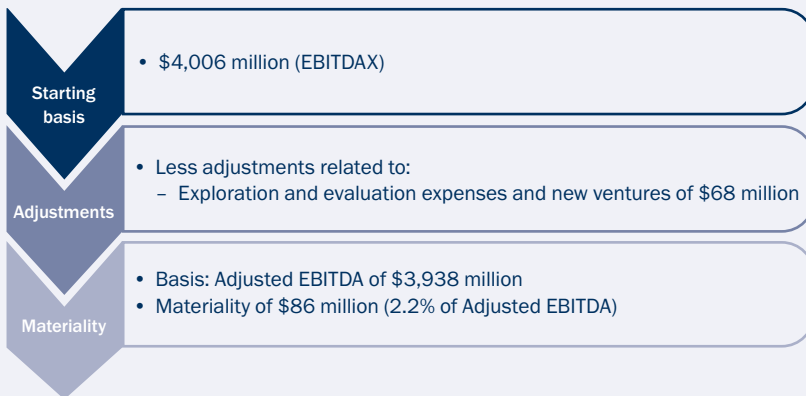 Starting
basis
• $4,006 million (EBITDAX)
Adjustments
• Less adjustments related to:
– Exploration and evaluation expenses and new ventures of $68 million
Materiality
• Basis: Adjusted EBITDA of $3,938 million
• Materiality of $86 million (2.2% of Adjusted EBITDA)